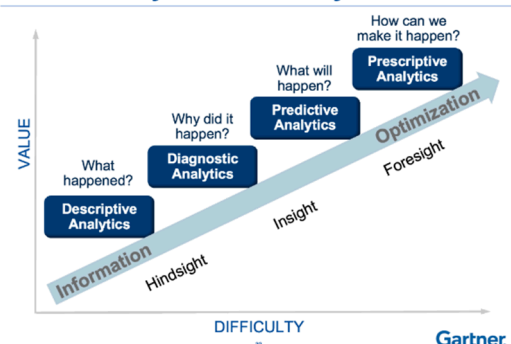 How can we
make it happen?
Prescriptive
Analytics
What will
happen?
Predictive
Analytics
Optimization
Why did it
happen?
Diagnostic
Analytics
Foresight
What
happened?
Descriptive
Analytics
Insight
Information
Hindsight
VALUE
DIFFICULTY
Gartner